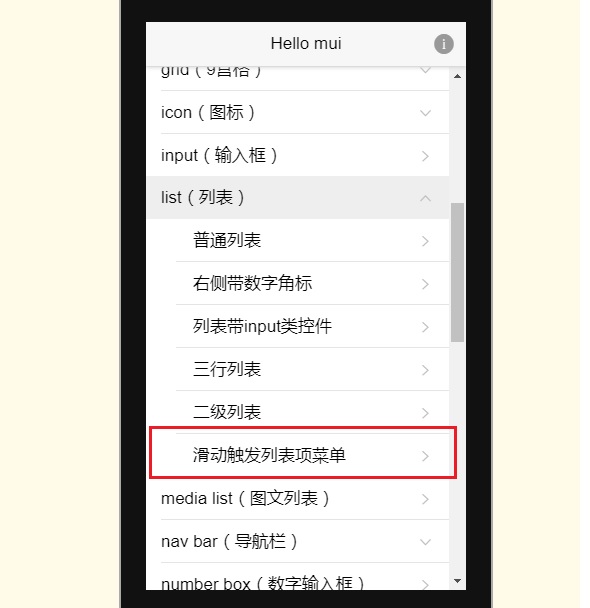 Hello mui
i
grid（9宫格）
icon（图标）
input（输入框）
list（列表）
普通列表
右侧带数字角标
列表带input类控件
三行列表
二级列表
滑动触发列表项菜单
media list（图文列表）
nav bar（导航栏）
number box（数字输入框）